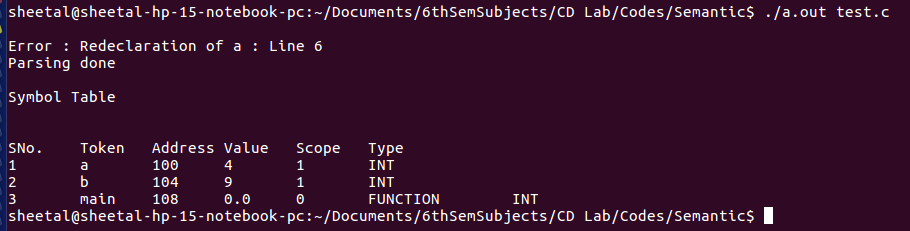 sheetal@sheetal-hp-15-notebook-pc:~/Documents/6thSemSubjects/CD Lab/Codes/Semantic$ ./a.out test.c
Error : Redeclaration of a : Line 6
Parsing done
Symbol Table
SNo. Token Address Value Scope Type
1 a 100 4 1 INT
2 b 104 9 1 INT
3 main 108 0.0 0 FUNCTION INT
sheetal@sheetal-hp-15-notebook-pc:~/Documents/6thSemSubjects/CD Lab/Codes/Semantic$